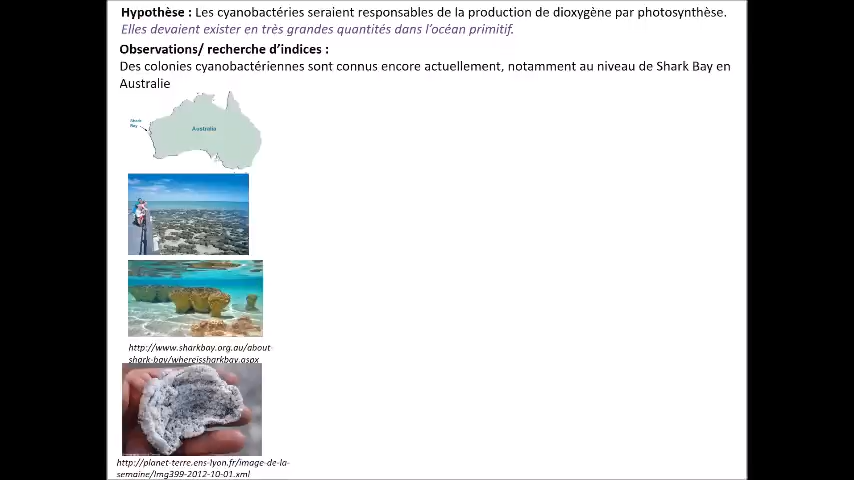 Hypothèse : Les cyanobactéries seraient responsables de la production de dioxygène par photosynthèse.
Elles devaient exister en très grandes quantités dans l'océan primitif.
Observations/ recherche d'indices :
Des colonies cyanobactériennes sont connus encore actuellement, notamment au niveau de Shark Bay en
Australie
Shark
Bay
Australia
http://www.sharkbay.org.au/about-
shark-bay/whereissharkbay.aspx
http://planet-terre.ens-lyon.fr/image-de-la-
semaine/Img399-2012-10-01.xml